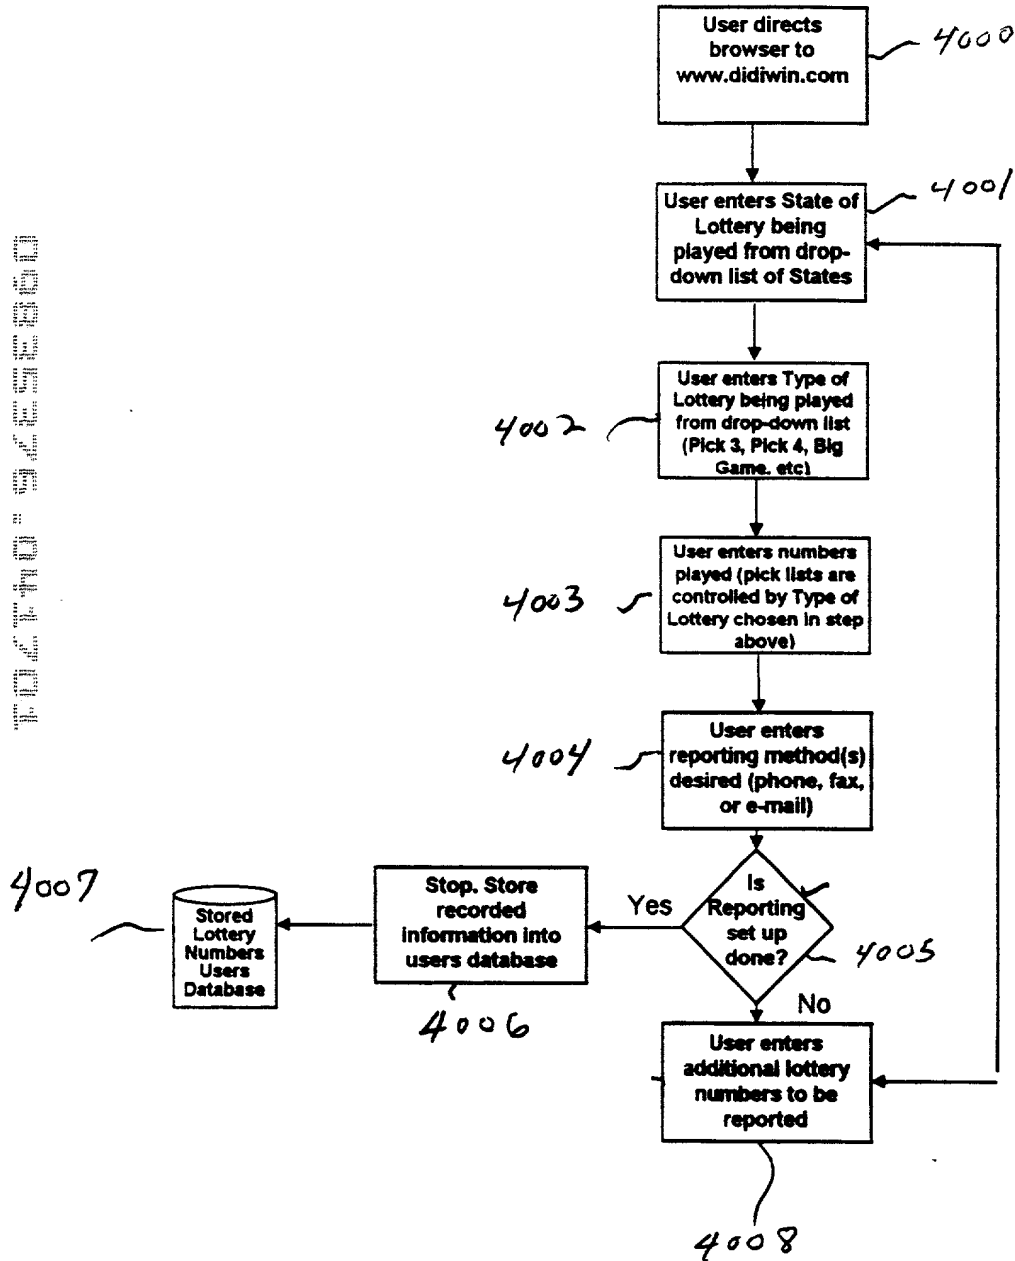 User directs
browser to
www.didiwin.com
4000
User enters State of
Lottery being
played from drop-
down list of States
4001
User enters Type of
Lottery being played
from drop-down list
(Pick 3, Pick 4, Big
Game. etc)
4002
User enters numbers
played (pick lists are
controlled by Type of
Lottery chosen in step
above)
4003
User enters
reporting method(s)
desired (phone, fax,
or e-mail)
4004
Is
Reporting
set up
done?
4005
Yes
No
Stop. Store
recorded
information into
users database
4006
Stored
Lottery
Numbers
Users
Database
4007
User enters
additional lottery
numbers to be
reported
4008
09835375.041701